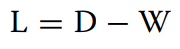 L = D − W